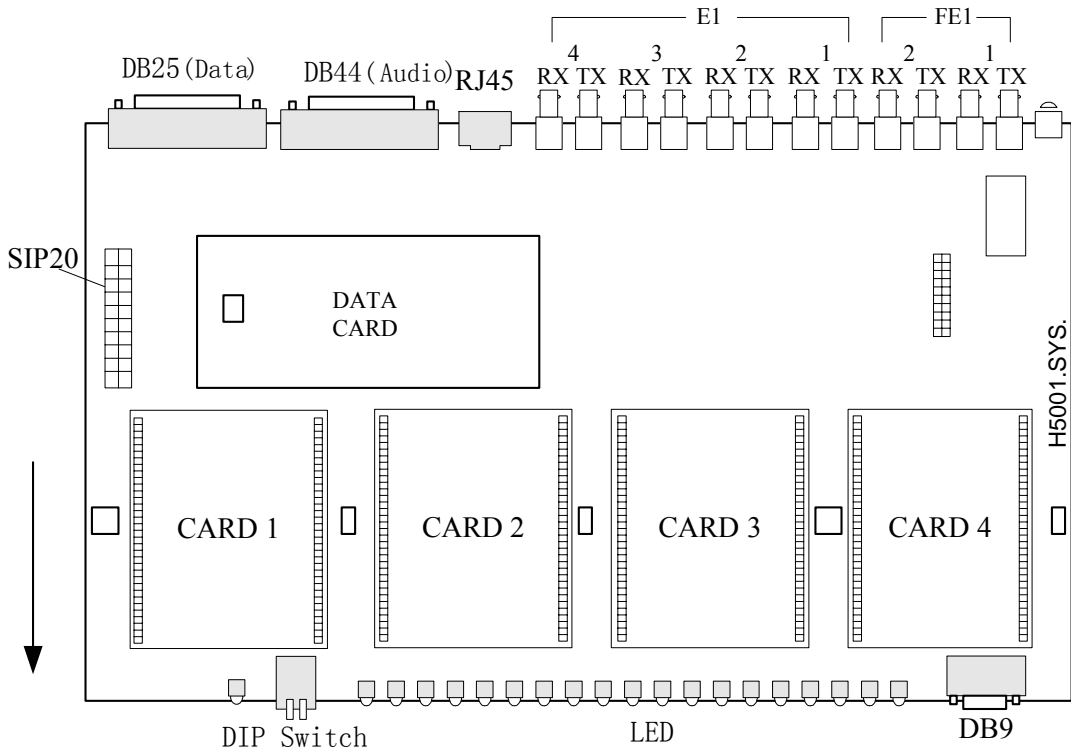 E1 FE1
4 3 2 1 2 1
DB25(Data) DB44(Audio) RJ45 RX TX RX TX RX TX RX TX RX TX RX TX
SIP20
DATA
CARD
H5001.SYS.
CARD 1 CARD 2 CARD 3 CARD 4
DIP Switch LED DB9